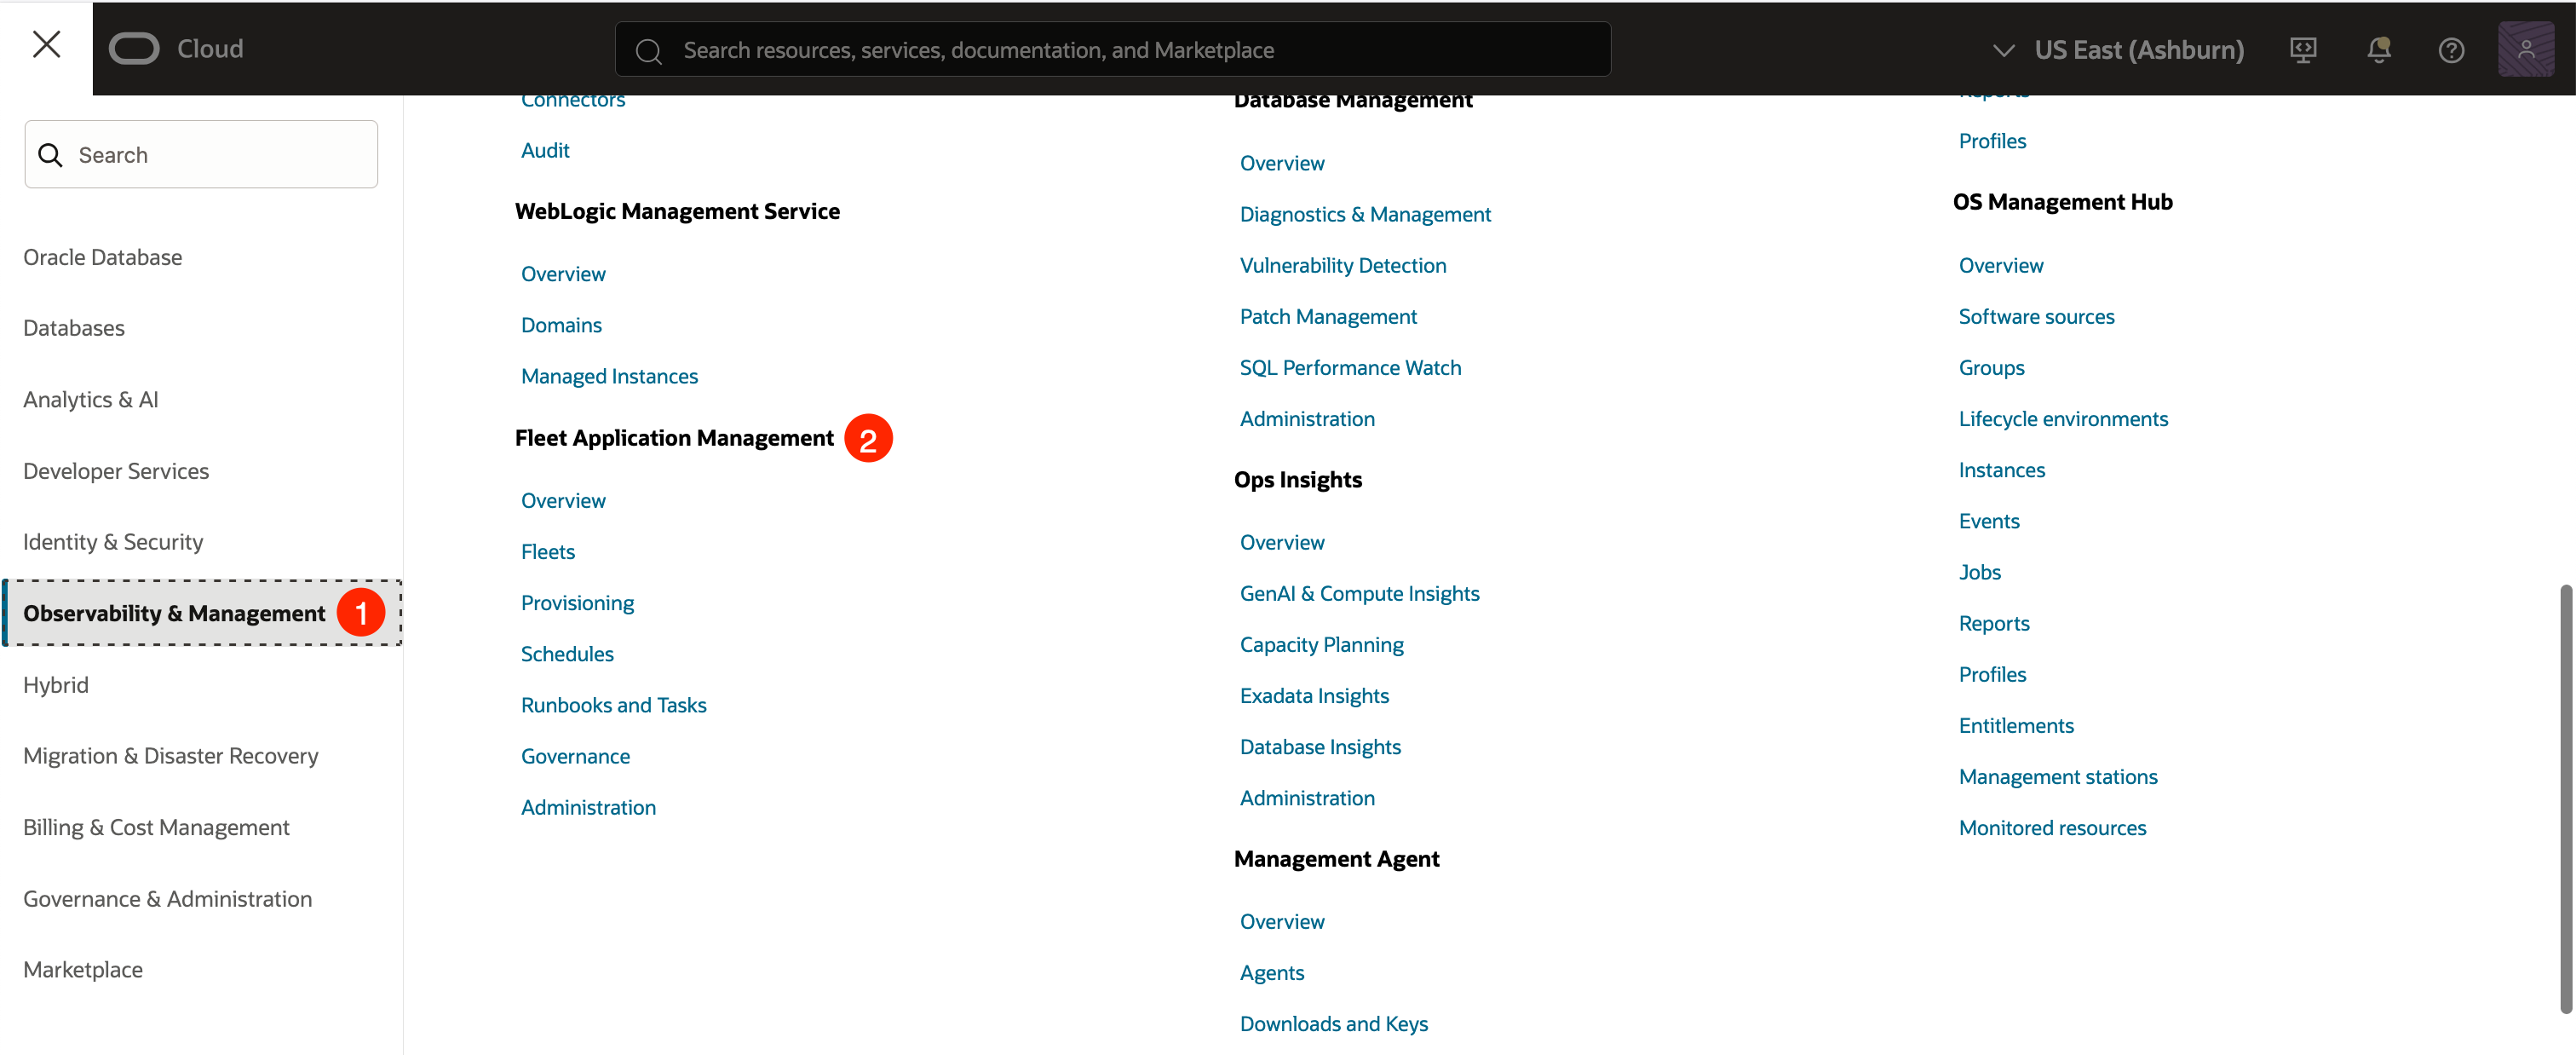 Cloud
Search resources, services, documentation, and Marketplace
US East (Ashburn)
Search
Oracle Database
Databases
Analytics & AI
Developer Services
Identity & Security
Observability & Management 1
Hybrid
Migration & Disaster Recovery
Billing & Cost Management
Governance & Administration
Marketplace
Connectors
Audit
WebLogic Management Service
Overview
Domains
Managed Instances
Fleet Application Management 2
Overview
Fleets
Provisioning
Schedules
Runbooks and Tasks
Governance
Administration
Database Management
Overview
Diagnostics & Management
Vulnerability Detection
Patch Management
SQL Performance Watch
Administration
Ops Insights
Overview
GenAI & Compute Insights
Capacity Planning
Exadata Insights
Database Insights
Administration
Management Agent
Overview
Agents
Downloads and Keys
Reports
Profiles
OS Management Hub
Overview
Software sources
Groups
Lifecycle environments
Instances
Events
Jobs
Reports
Profiles
Entitlements
Management stations
Monitored resources